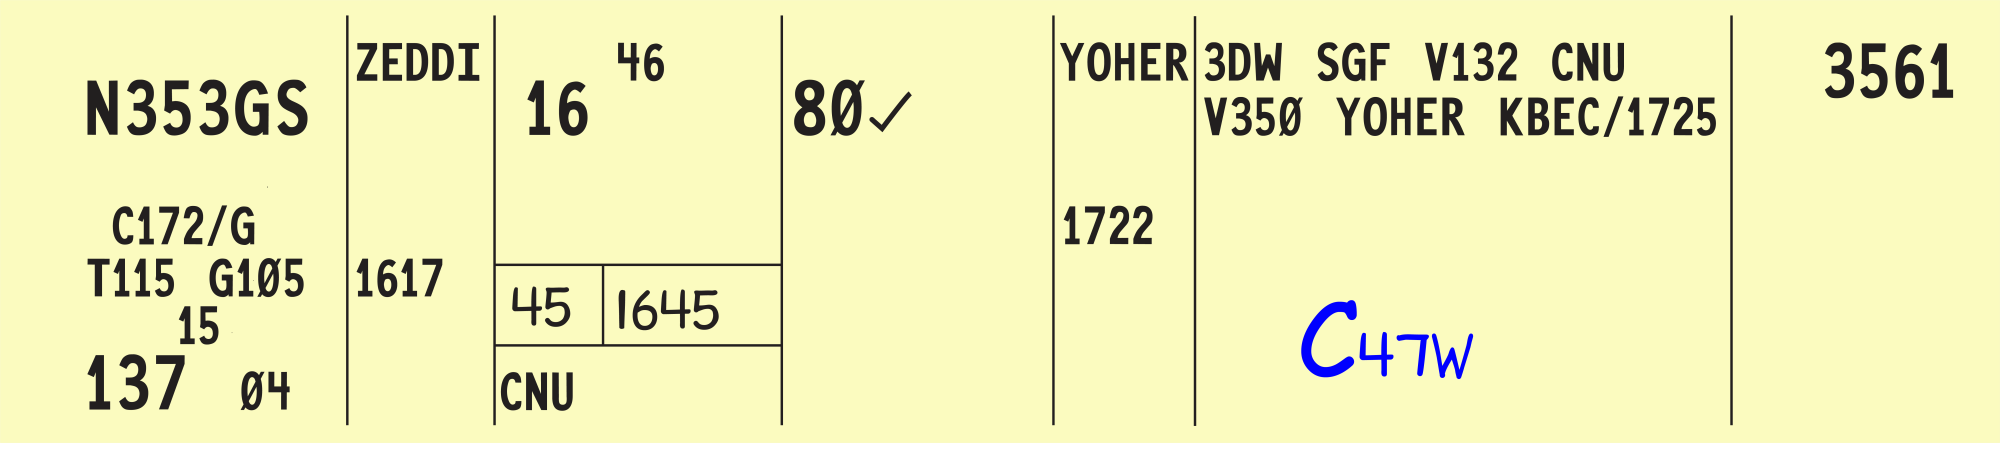 N353GS
C172/G
T115 GØ5
15
137 Ø4
ZEDDI
1617
46
16
45 1645
CNU
8Ø✓
YOHER
1722
3DW SGF V132 CNU
V35Ø YOHER KBEC/1725
C47W
3561